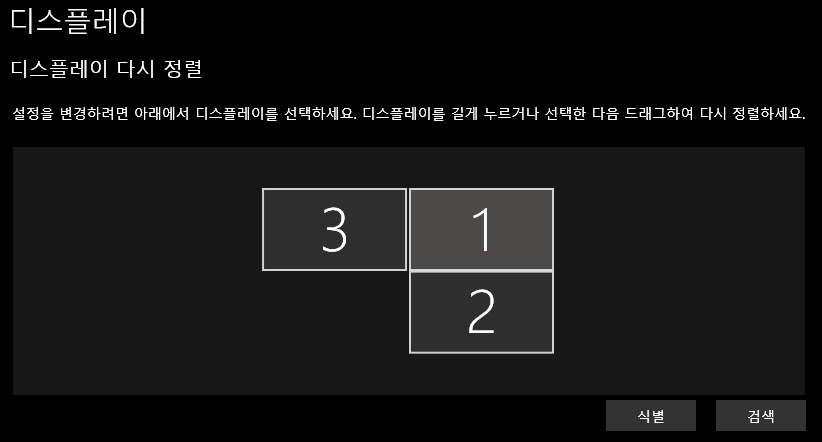 디스플레이
디스플레이 다시 정렬
설정을 변경하려면 아래에서 디스플레이를 선택하세요. 디스플레이를 길게 누르거나 선택한 다음 드래그하여 다시 정렬하세요.
3 1
2
식별 검색